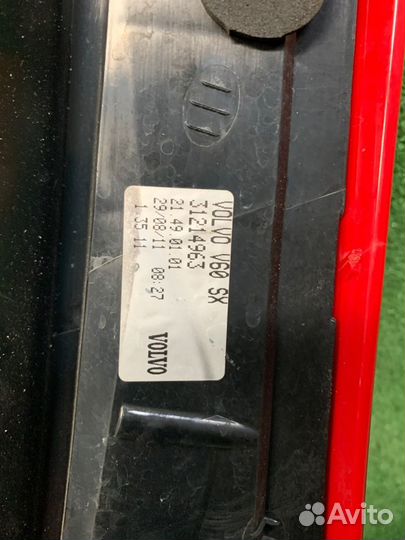 VOLVO V60 SX
31214963
21 49.01.01
29/08/11 08:27
1 35 11
VOLVO
Avito